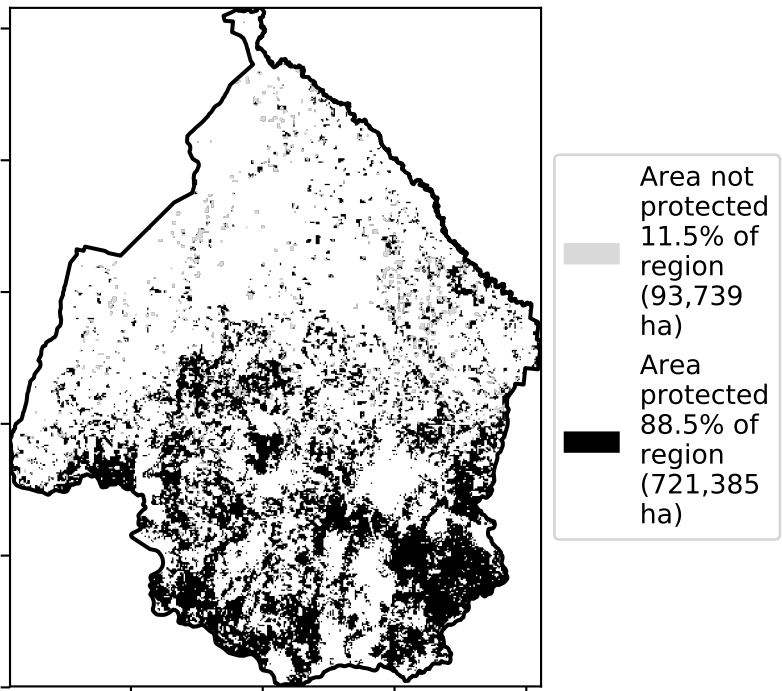 Area not
protected
11.5% of
region
(93,739
ha)
Area
protected
88.5% of
region
(721,385
ha)